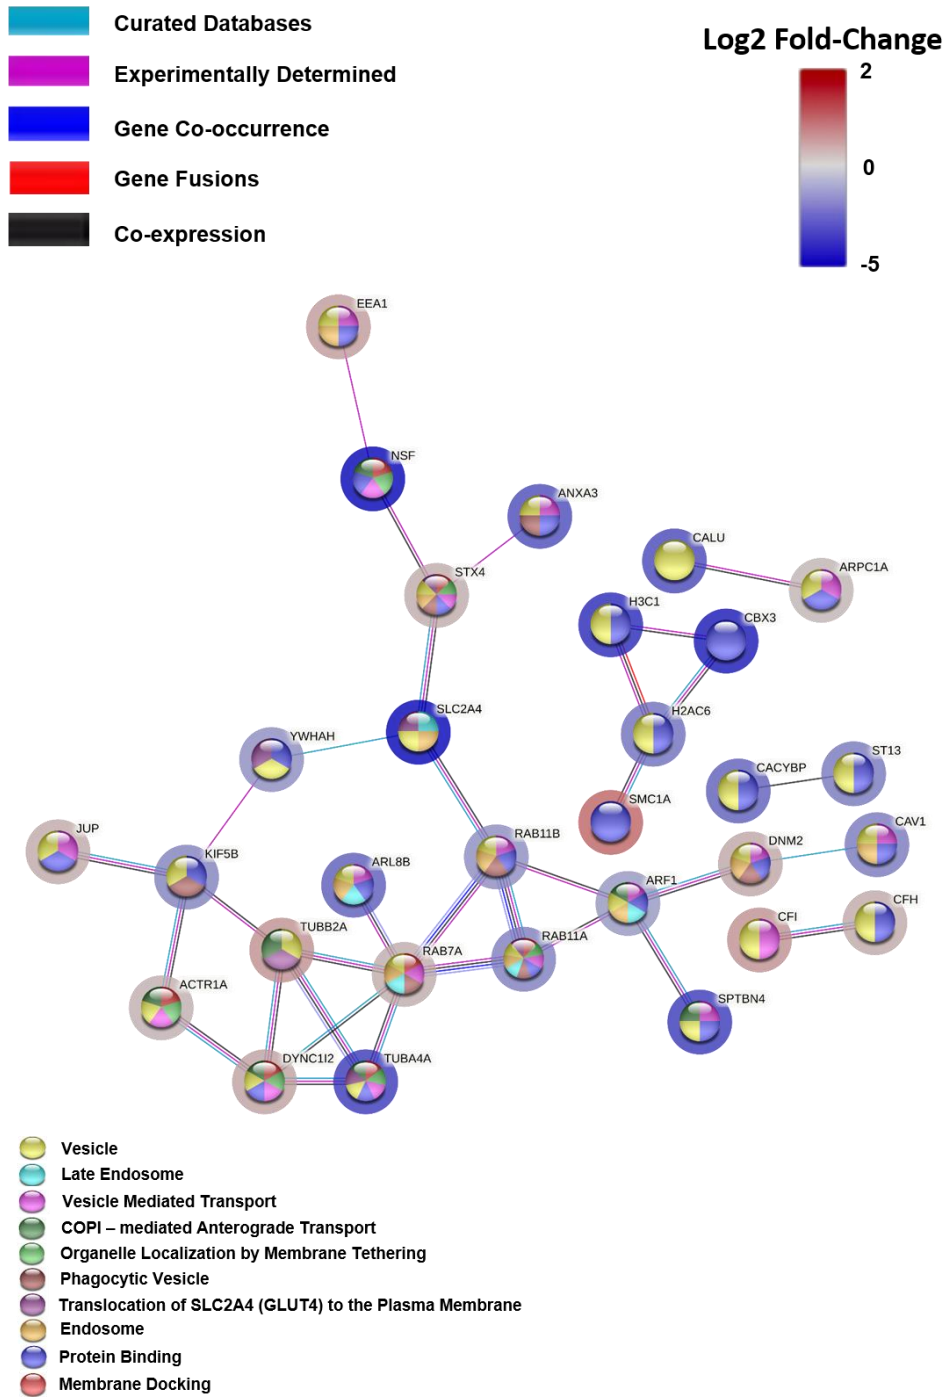 Curated Databases
Log2 Fold-Change
Experimentally Determined
2
Gene Co-occurrence
0
Gene Fusions
Co-expression
-5
EEA1
NSF
ANXA3
CALU
ARPC1A
STX4
H3C1
CBX3
SLC2A4
H2AC6
YWHAH
ST13
CACYBP
SMC1A
CAV1
JUP
RAB11B
DNM2
KIF5B
ARL8B
ARF1
CFH
CFI
TUBB2A
RAB11A
RAB7A
ACTR1A
SPTBN4
DYNC1I2
TUBA4A
Vesicle
Late Endosome
Vesicle Mediated Transport
COPI – mediated Anterograde Transport
Organelle Localization by Membrane Tethering
Phagocytic Vesicle
Translocation of SLC2A4 (GLUT4) to the Plasma Membrane
Endosome
Protein Binding
Membrane Docking